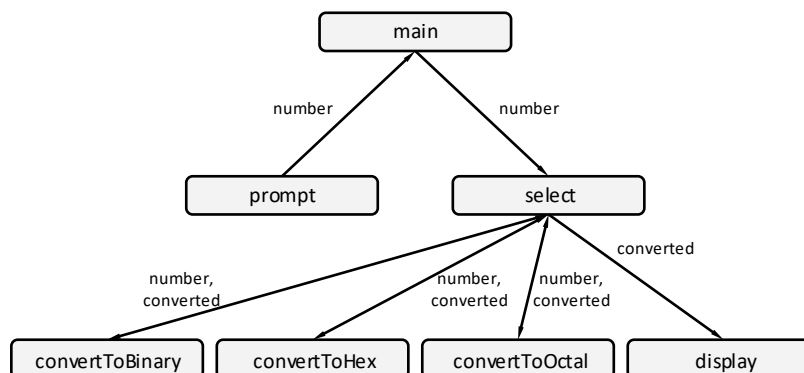 main
number
number
prompt
select
converted
number,
converted
number,
converted
number,
converted
convertToBinary
convertToHex
convertToOctal
display